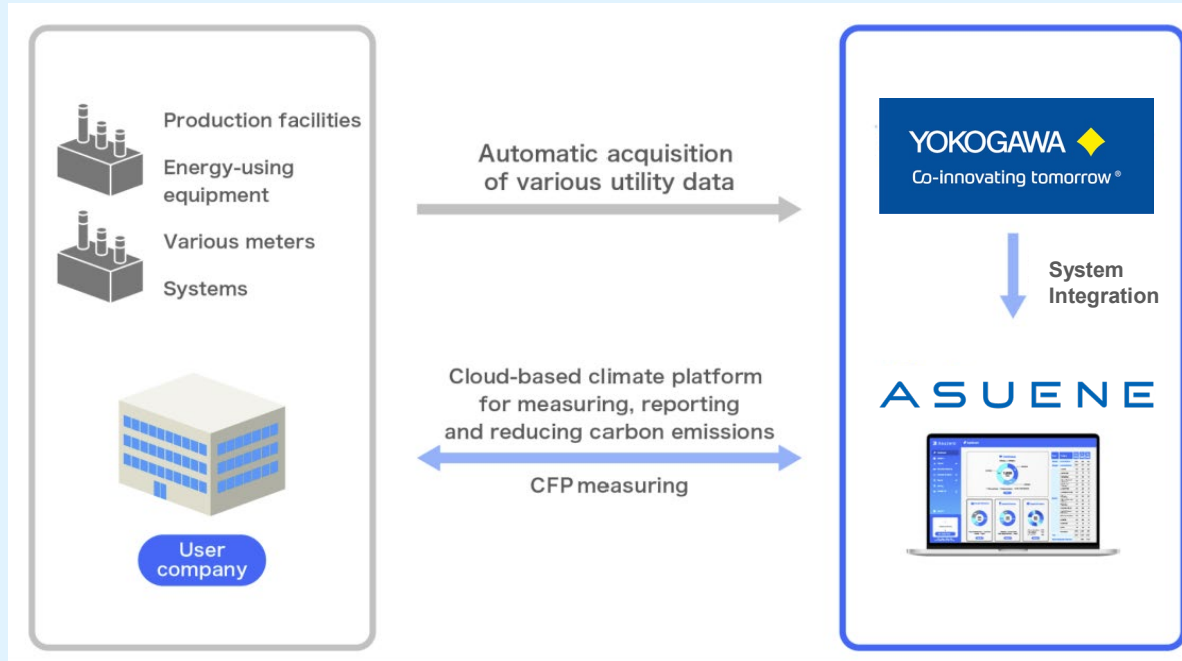 Production facilities
Energy-using
equipment
Various meters
Systems
User
company
Automatic acquisition
of various utility data
Cloud-based climate platform
for measuring, reporting
and reducing carbon emissions
CFP measuring
YOKOGAWA
Co-innovating tomorrow®
System
Integration
ASUENE